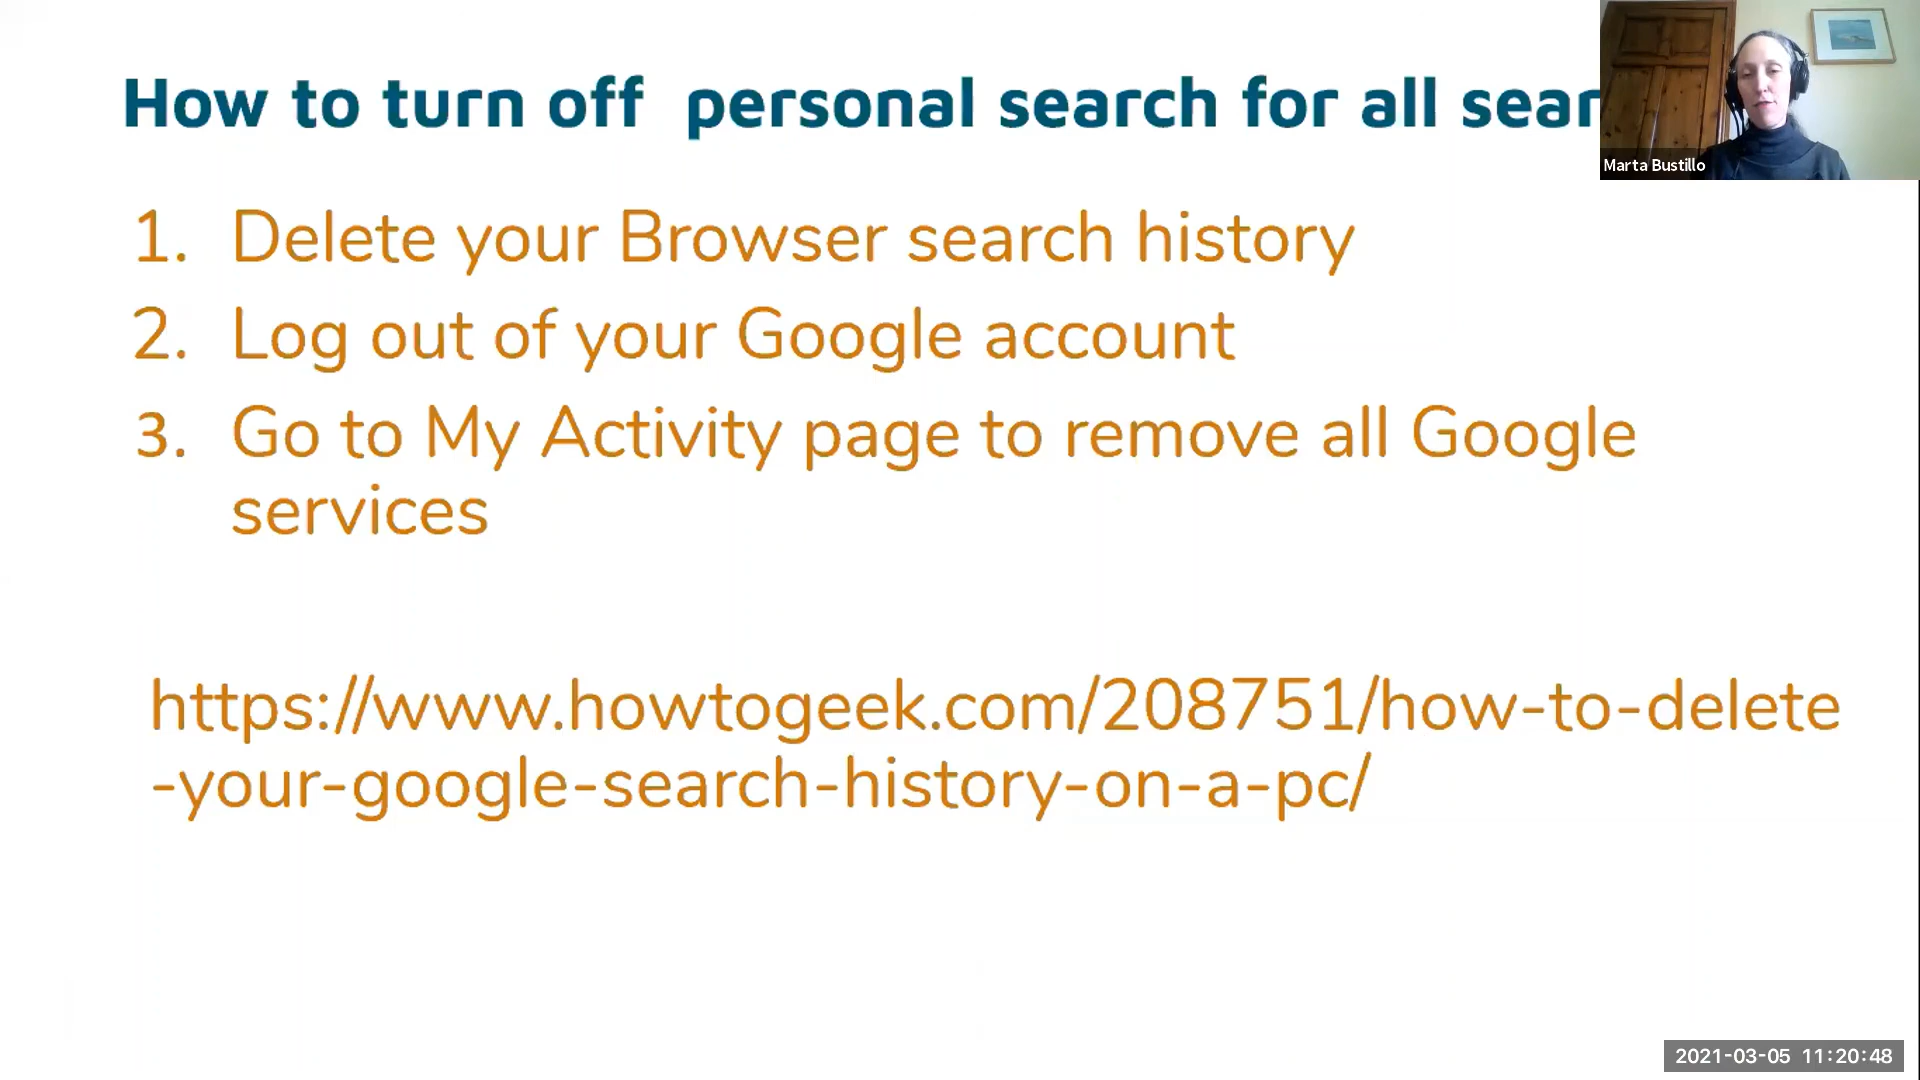 How to turn off  personal search for all
Marta Bustillo
1. Delete your Browser search history
2. Log out of your Google account
3. Go to My Activity page to remove all Google
services
https://www.howtogeek.com/208751/how-to-delete
-your-google-search-history-on-a-pc/
2021-03-05 11:20:48